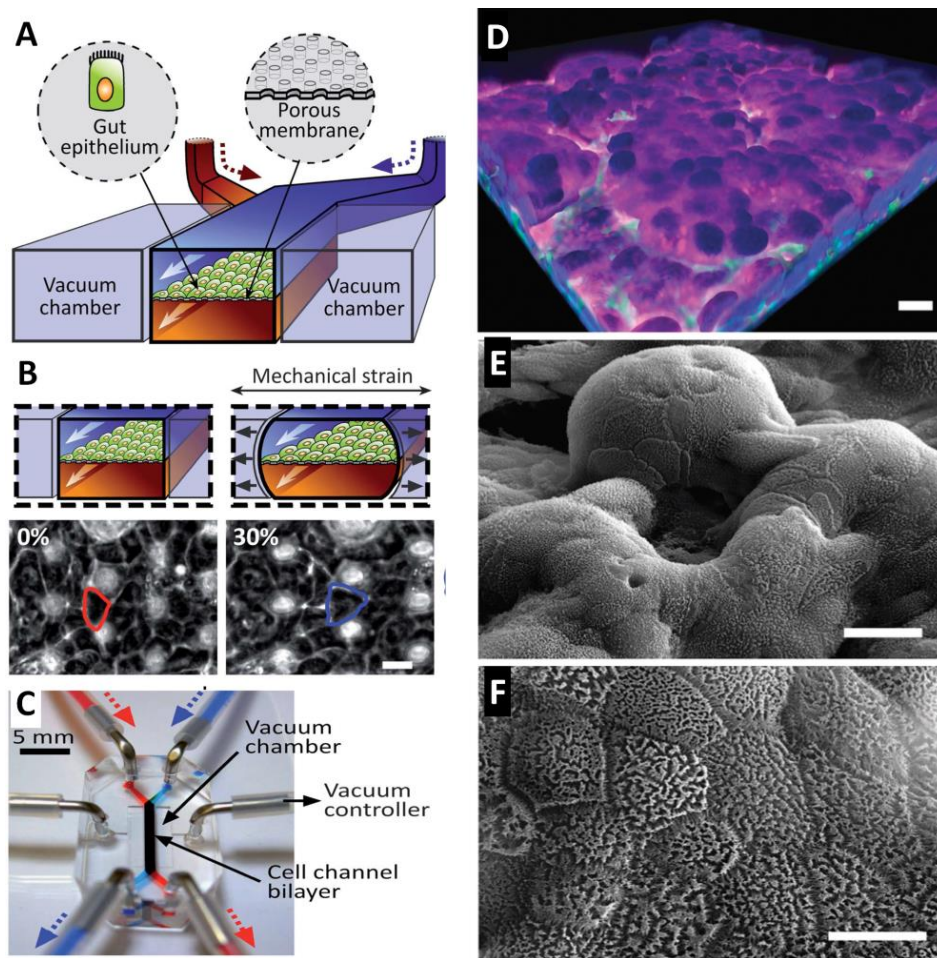 A
Gut
epithelium
Porous
membrane
Vacuum
chamber
Vacuum
chamber
B
Mechanical strain
0%
30%
C
5 mm
Vacuum
chamber
Vacuum
controller
Cell channel
bilayer
D
E
F